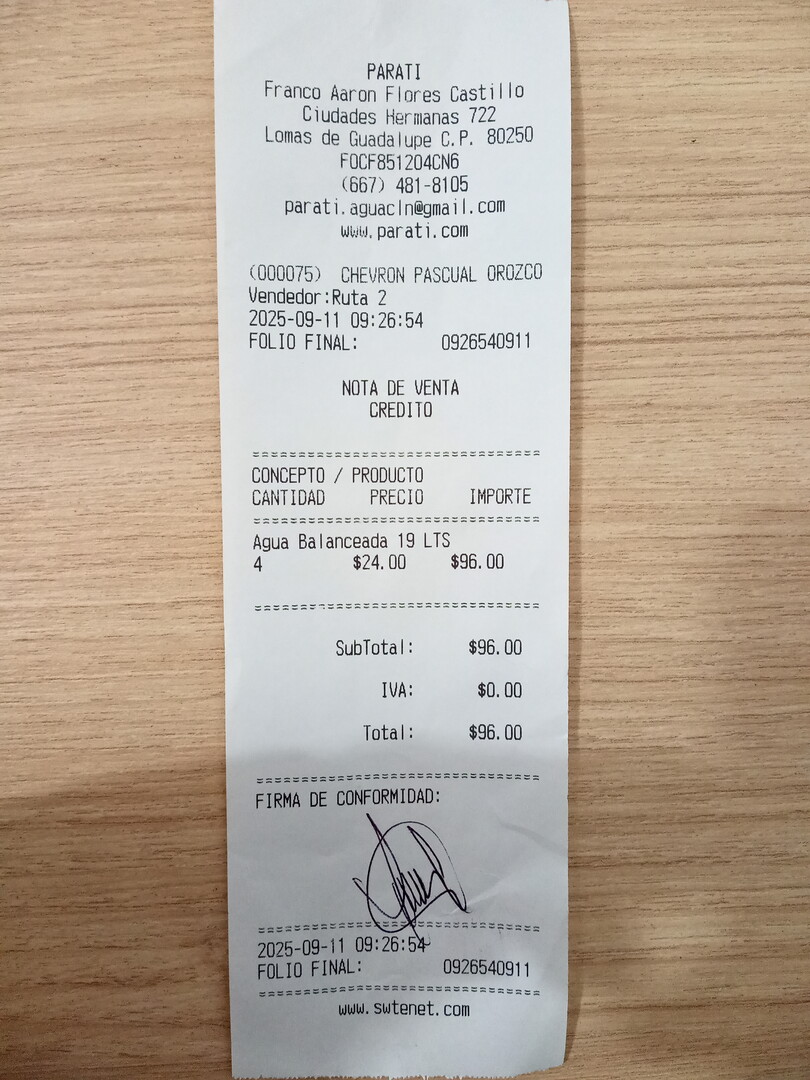 PARATI
Franco Aaron Flores Castillo
Ciudades Hermanas 722
Lomas de Guadalupe C.P. 80250
FOCF851204CN6
(667) 481-8105
parati.aguacln@gmail.com
www.parati.com
(000075) CHEVRON PASCUAL OROZCO
Vendedor:Ruta 2
2025-09-11 09:26:54
FOLIO FINAL: 0926540911
NOTA DE VENTA
CREDITO
==================================
CONCEPTO / PRODUCTO
CANTIDAD PRECIO IMPORTE
==================================
Agua Balanceada 19 LTS
4 $24.00 $96.00
==================================
SubTotal: $96.00
IVA: $0.00
Total: $96.00
==================================
FIRMA DE CONFORMIDAD:
==================================
2025-09-11 09:26:54
FOLIO FINAL: 0926540911
==================================
www.swtenet.com